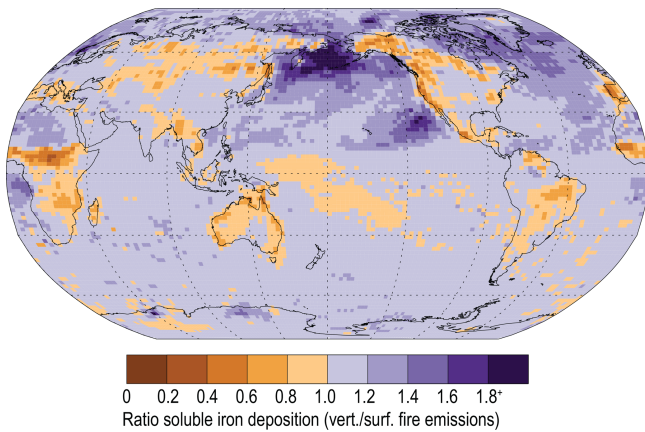 0 0.2 0.4 0.6 0.8 1.0 1.2 1.4 1.6 1.8+
Ratio soluble iron deposition (vert./surf. fire emissions)